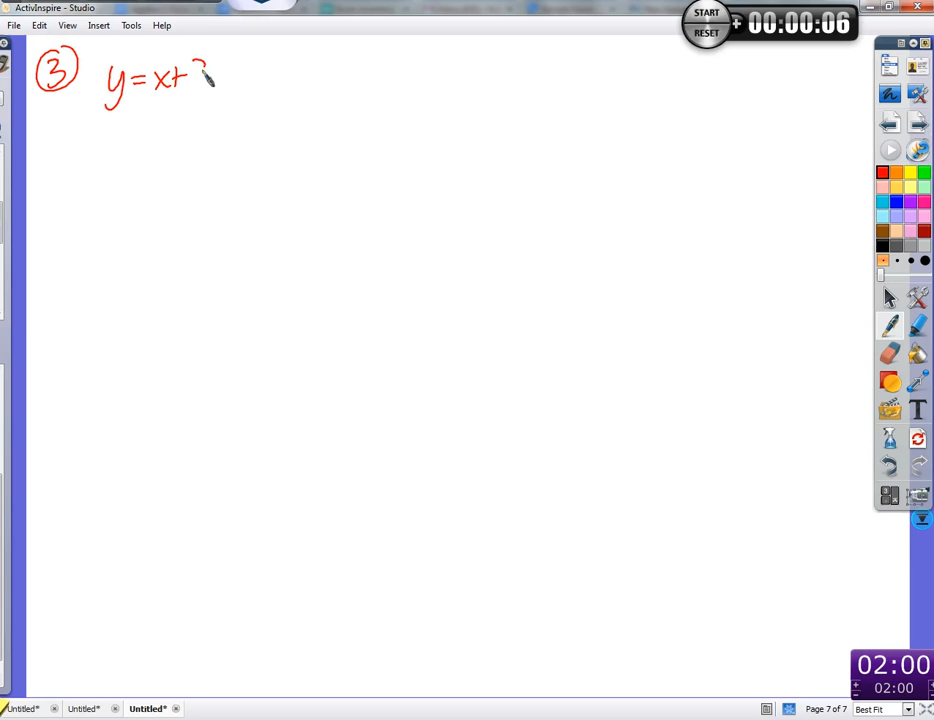 ActivInspire - Studio
START
RESET
00:00:06
File Edit View Insert Tools Help
③ y = x +
02:00
02:00
Untitled* Untitled* Untitled* Page 7 of 7 Best Fit